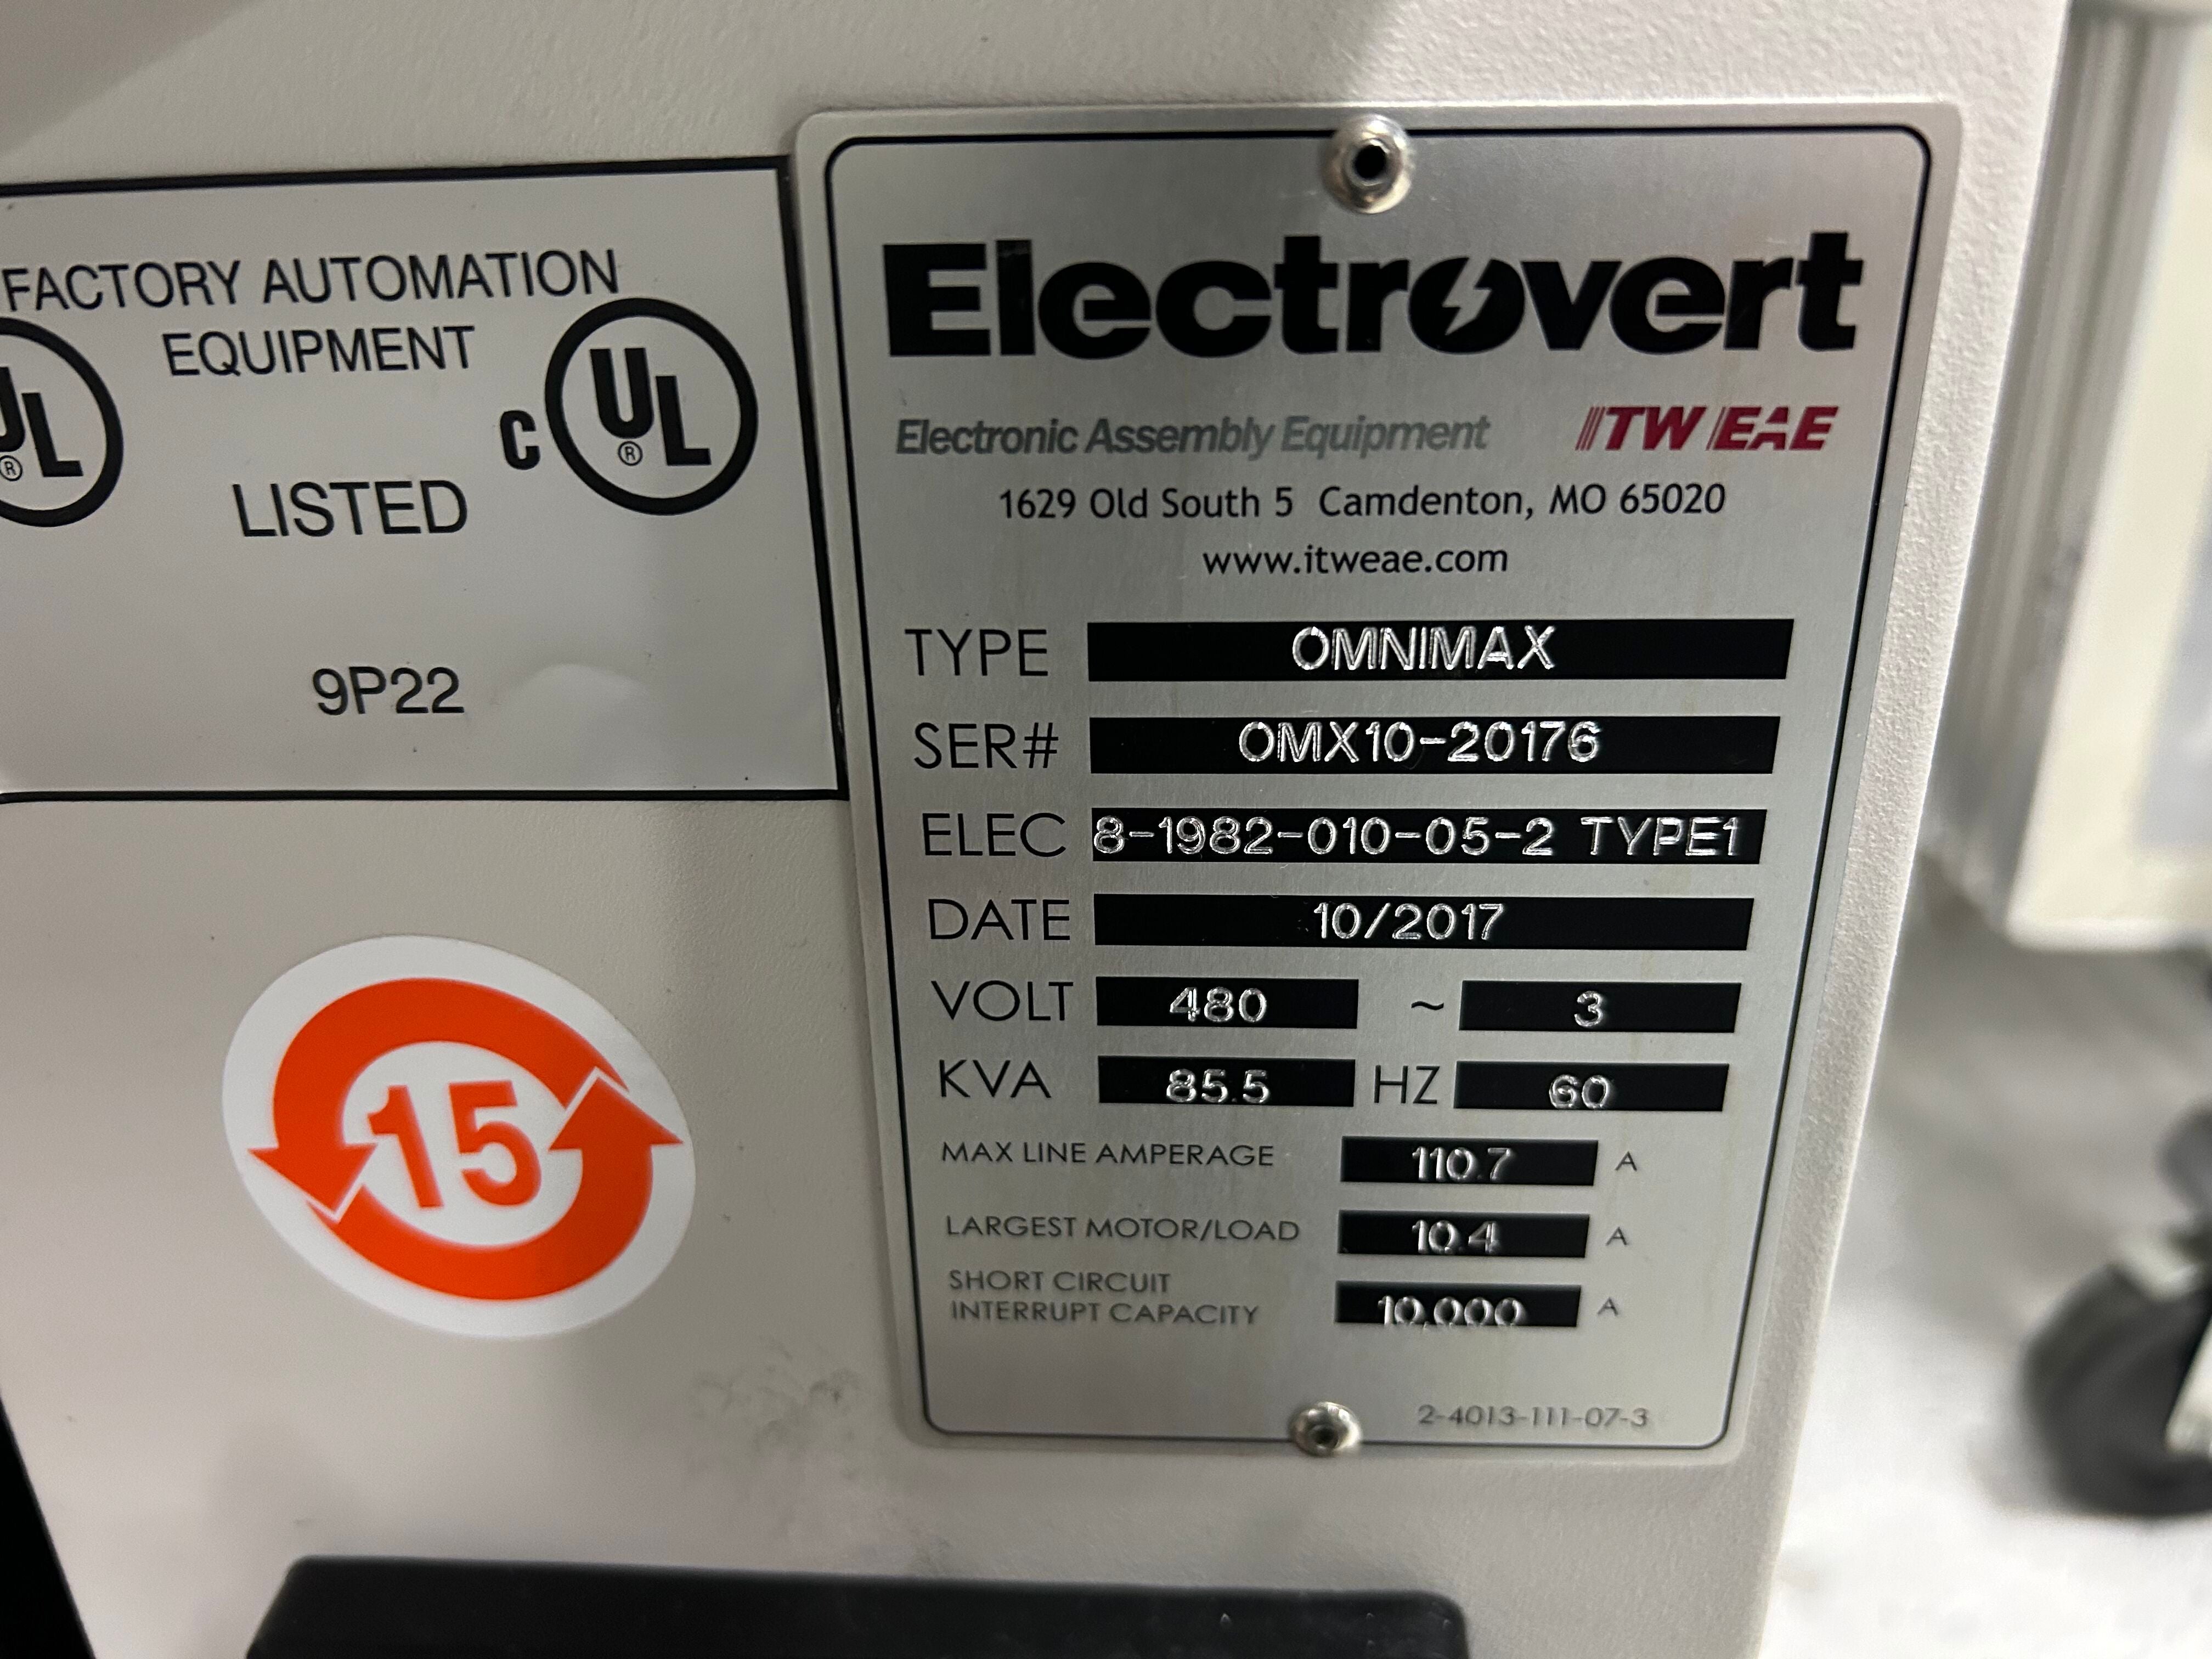 FACTORY AUTOMATION
EQUIPMENT
UL ®
C UL ®
LISTED
9P22
15
Electrovert
Electronic Assembly Equipment ITW EAE
1629 Old South 5 Camdenton, MO 65020
www.itweae.com
TYPE OMNIMAX
SER# OMX10-20176
ELEC 8-1982-010-05-2 TYPE1
DATE 10/2017
VOLT 480 ~ 3
KVA 85.5 HZ 60
MAX LINE AMPERAGE 110.7 A
LARGEST MOTOR/LOAD 10.4 A
SHORT CIRCUIT
INTERRUPT CAPACITY 10,000 A
2-4013-111-07-3